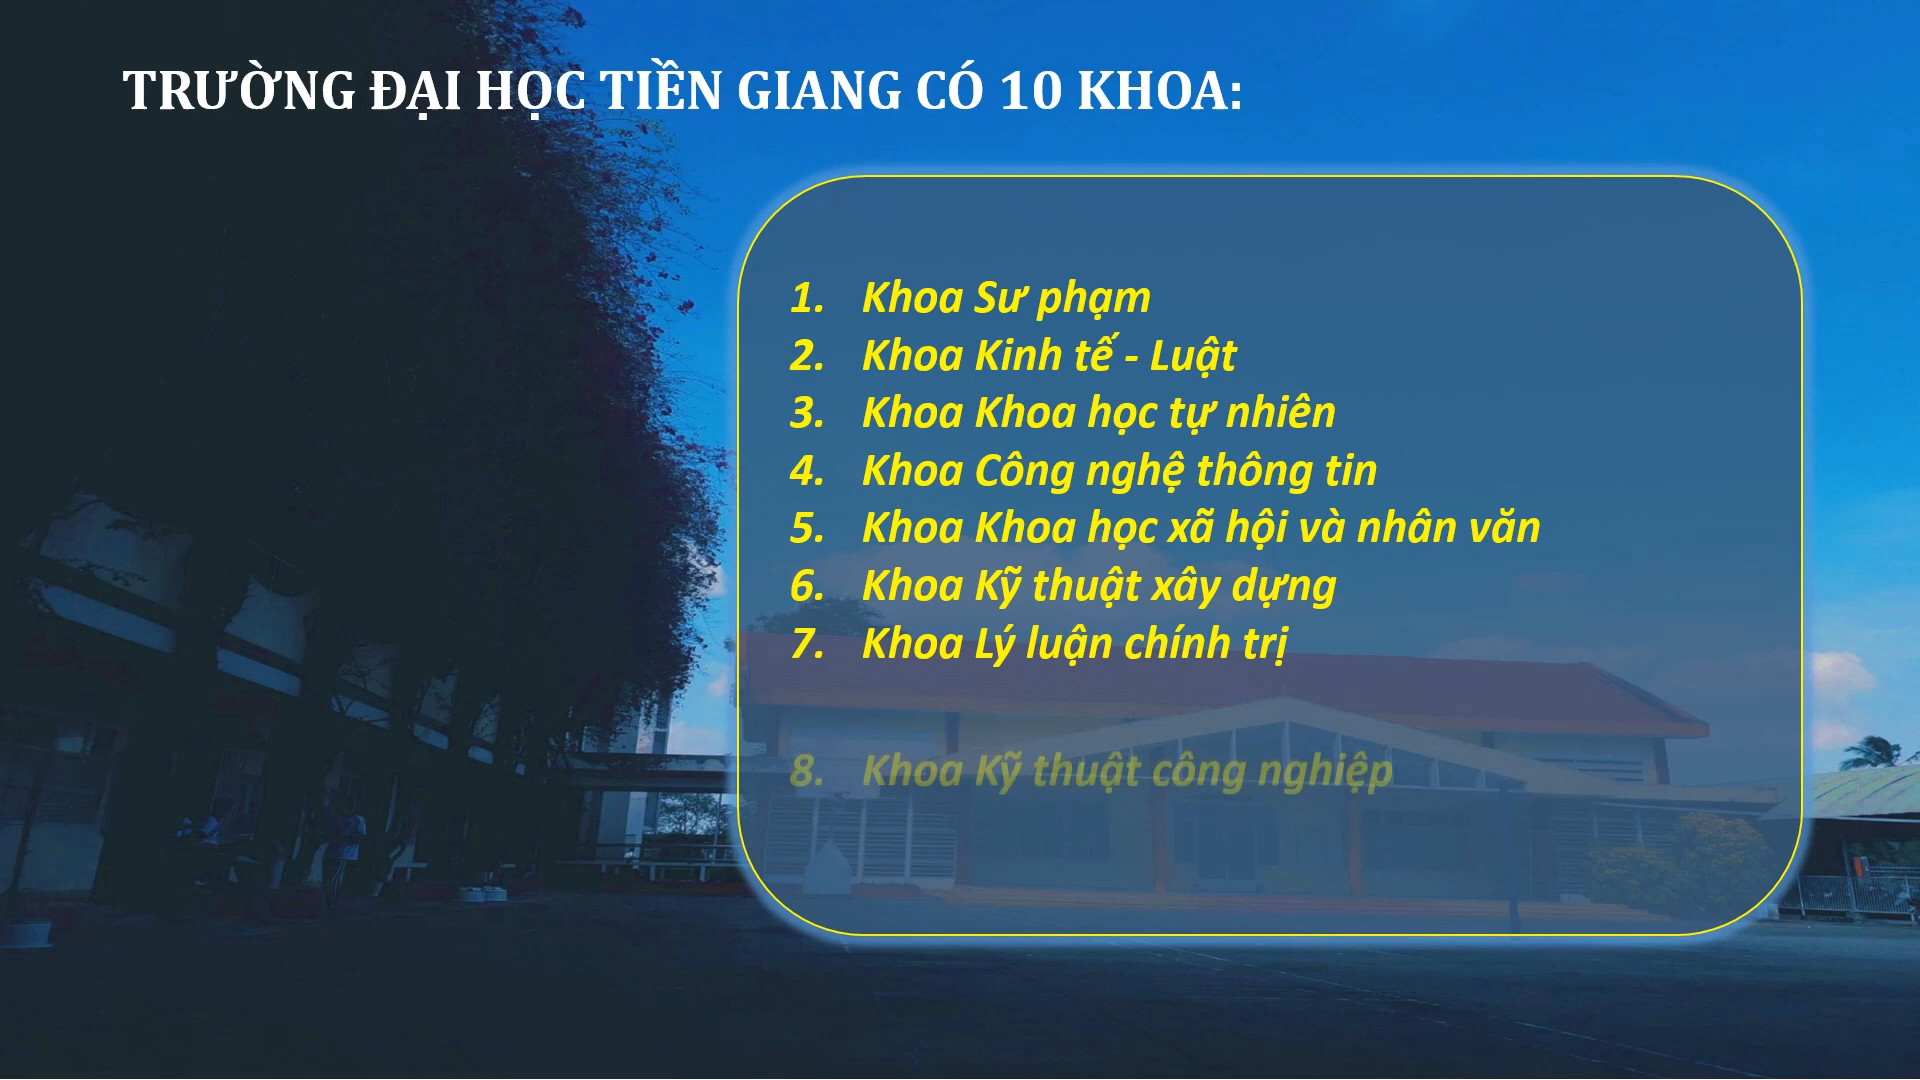 TRƯỜNG ĐẠI HỌC TIỀN GIANG CÓ 10 KHOA:
1. Khoa Sư phạm
2. Khoa Kinh tế - Luật
3. Khoa Khoa học tự nhiên
4. Khoa Công nghệ thông tin
5. Khoa Khoa học xã hội và nhân văn
6. Khoa Kỹ thuật xây dựng
7. Khoa Lý luận chính trị
8. Khoa Kỹ thuật công nghiệp